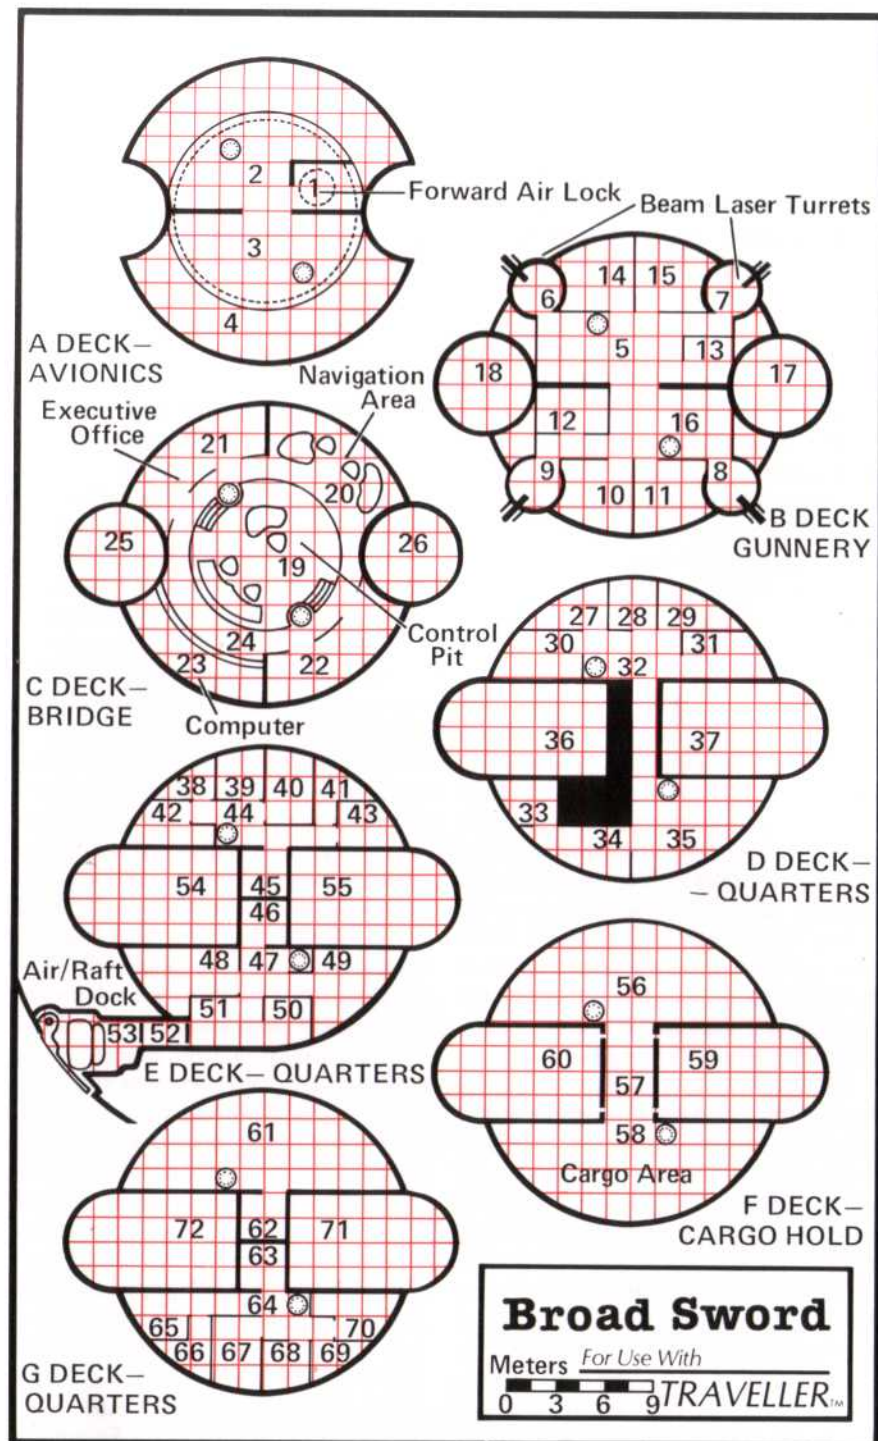 1
2
3
4
Forward Air Lock
A DECK—
AVIONICS
Beam Laser Turrets
14 15
6 7
5 13
18 17
12 16
9 8
10 11
B DECK
GUNNERY
Navigation
Area
Executive
Office
21
20
25 26
19
24
23 22
Control
Pit
C DECK—
BRIDGE
Computer
27 28 29
30 31
32
36 37
33
34 35
D DECK—
—QUARTERS
38 39 40 41
42 44 43
54 45 55
46
48 47 49
51 50
Air/Raft
Dock
53 52
E DECK— QUARTERS
56
60 59
57
58
Cargo Area
F DECK—
CARGO HOLD
61
72 62 71
63
64
65 70
66 67 68 69
G DECK—
QUARTERS
Broad Sword
Meters For Use With
0 3 6 9 TRAVELLER TM